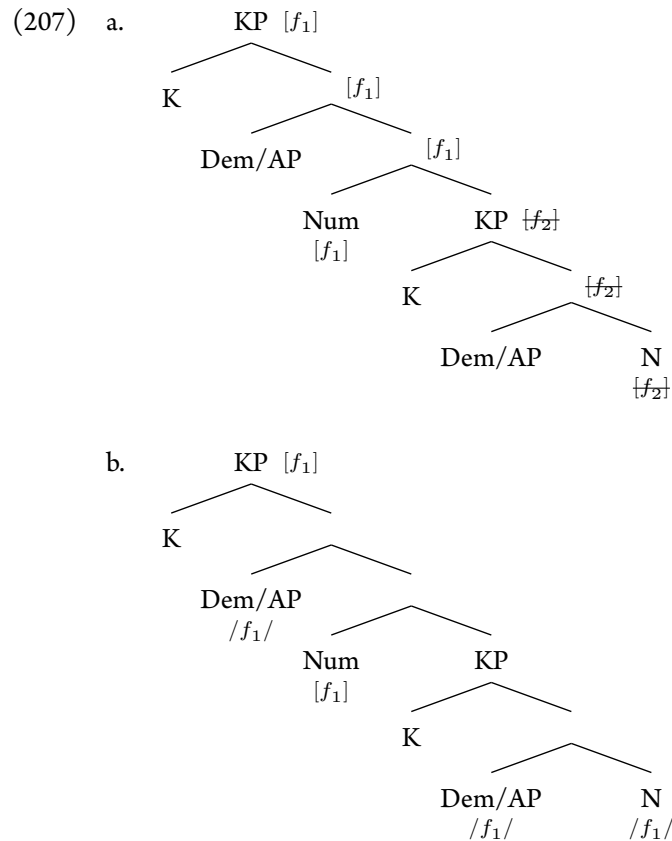 (207) a. KP [f₁]
K [f₁]
Dem/AP [f₁]
Num KP [f₂]
[f₁]
K [f₂]
Dem/AP N
[f₂]
b. KP [f₁]
K
Dem/AP
/f₁/
Num KP
[f₁]
K
Dem/AP N
/f₁/ /f₁/